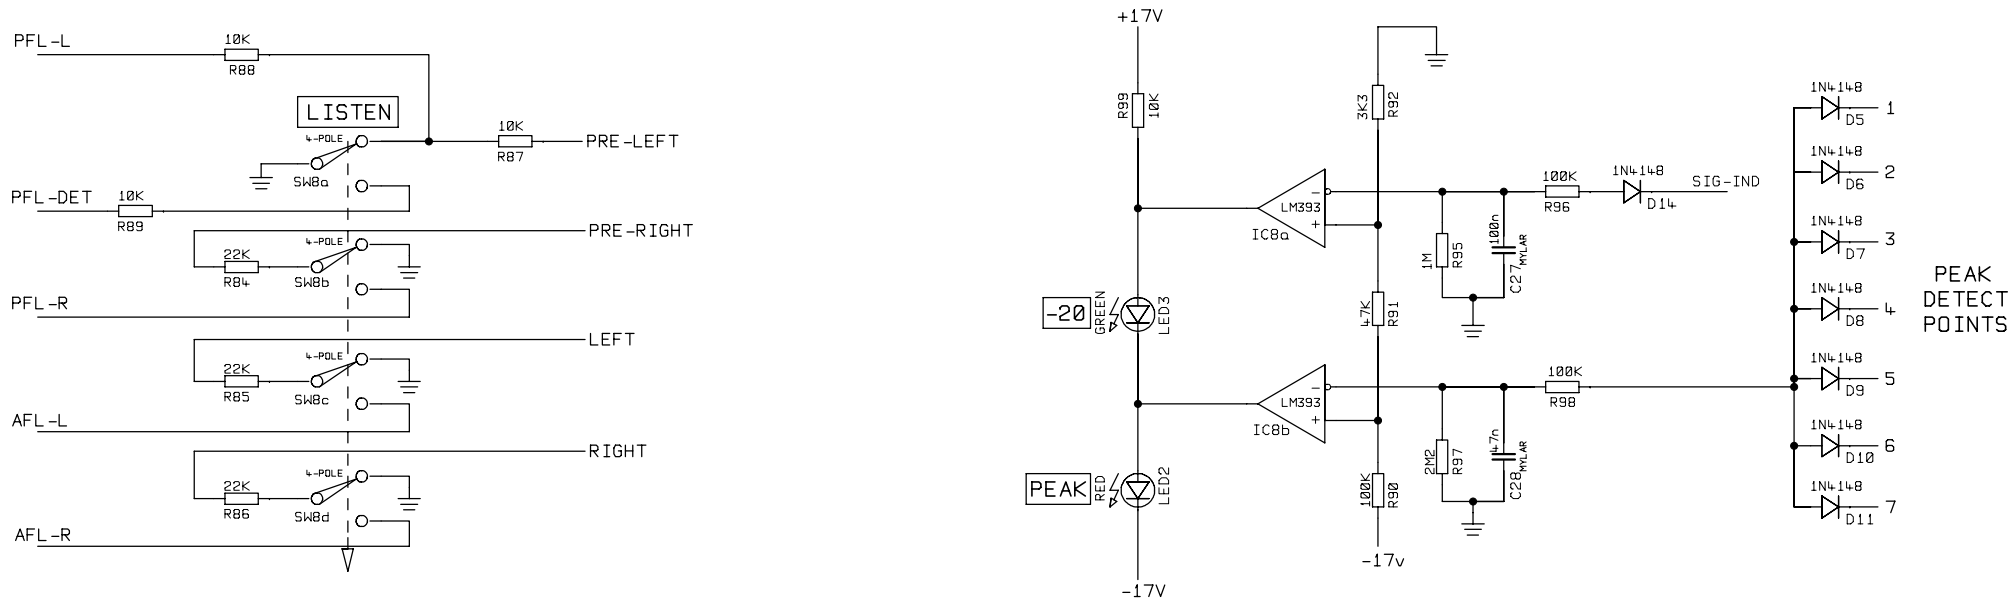 PFL-L
10K
R88
LISTEN
4-POLE
SW8a
10K
R87
PRE-LEFT
PFL-DET
10K
R89
PRE-RIGHT
4-POLE
22K
R84
SW8b
PFL-R
LEFT
4-POLE
22K
R85
SW8c
AFL-L
RIGHT
4-POLE
22K
R86
SW8d
AFL-R
+17V
R99
10K
3K3
R92
-
LM393
+
IC8a
1M
R95
100n
MYLAR
C27
100K
R96
1N4148
D14
SIG-IND
-20
GREEN
LED3
47K
R91
-
LM393
+
IC8b
100K
R98
2M2
R97
47n
MYLAR
C28
PEAK
RED
LED2
100K
R90
-17v
-17V
1N4148
D5
1
1N4148
D6
2
1N4148
D7
3
1N4148
D8
4
1N4148
D9
5
1N4148
D10
6
1N4148
D11
7
PEAK
DETECT
POINTS